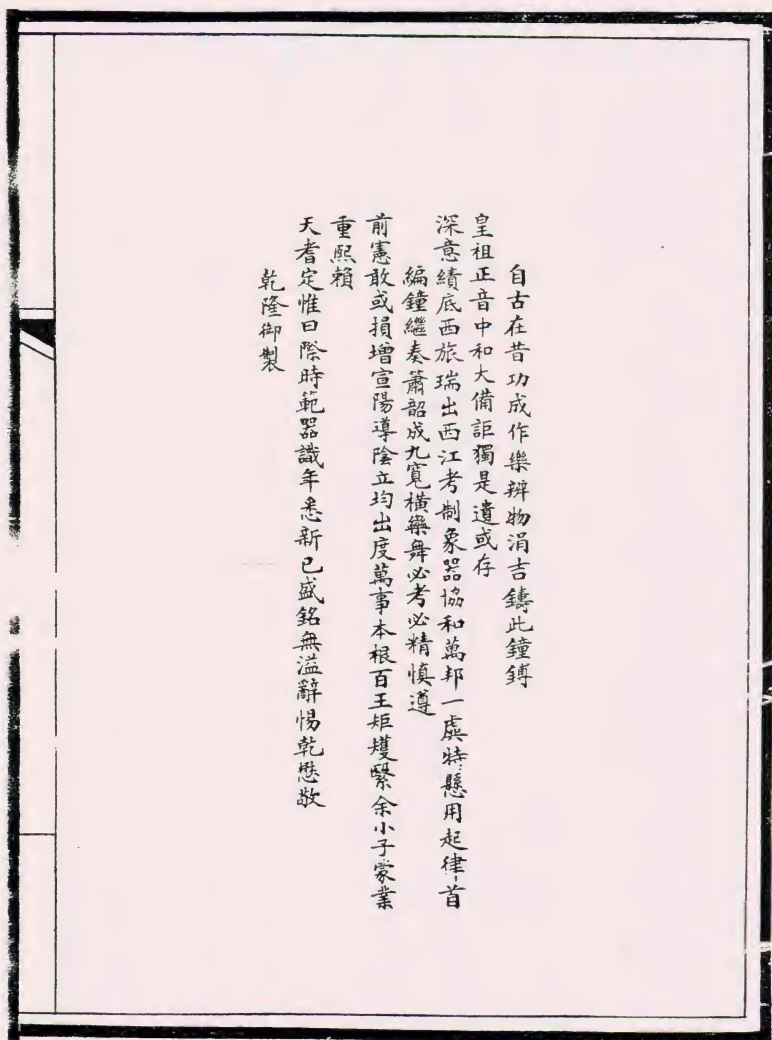 自古在昔功成作樂辨物涓吉鑄此鐘鎛
皇祖正音中和大備詎獨是遺或存
深意績底西旅瑞出西江考制象器協和萬邦一虡特懸用起律首
編鐘繼奏簫韶成九寬橫藥舞必考必精慎遵
前憲敢或損增宣陽導陰立均出度萬事本根百王矩矱緊余小子蒙業
重熙賴
天耆定惟曰際時範器識年悉新已盛銘無溢辭惕乾懋敬
乾隆御製